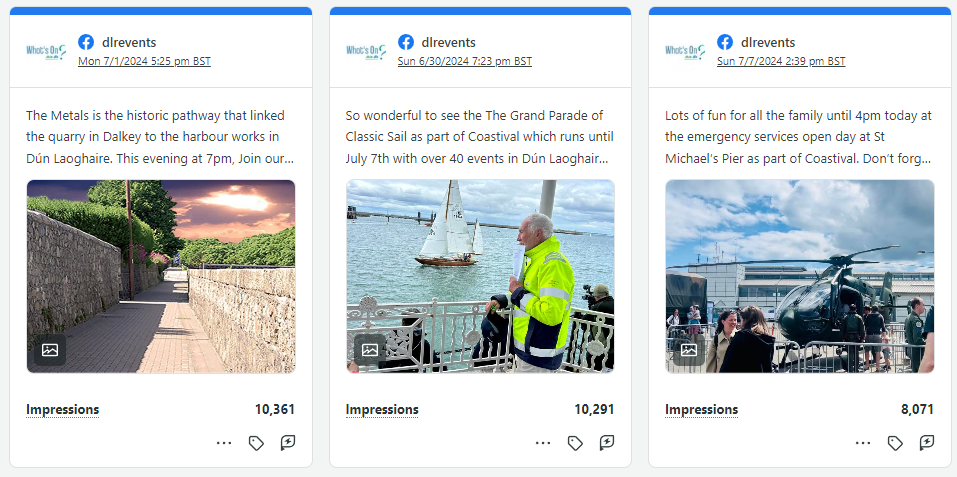 What's On
?
dlrevents
Mon 7/1/2024 5:25 pm BST
The Metals is the historic pathway that linked
the quarry in Dalkey to the harbour works in
Dún Laoghaire. This evening at 7pm, Join our...
Impressions
10,361
What's On
?
dlrevents
Sun 6/30/2024 7:23 pm BST
So wonderful to see the The Grand Parade of
Classic Sail as part of Coastival which runs until
July 7th with over 40 events in Dún Laoghair...
Impressions
10,291
What's On
?
dlrevents
Sun 7/7/2024 2:39 pm BST
Lots of fun for all the family until 4pm today at
the emergency services open day at St
Michael's Pier as part of Coastival. Don't forg...
Impressions
8,071